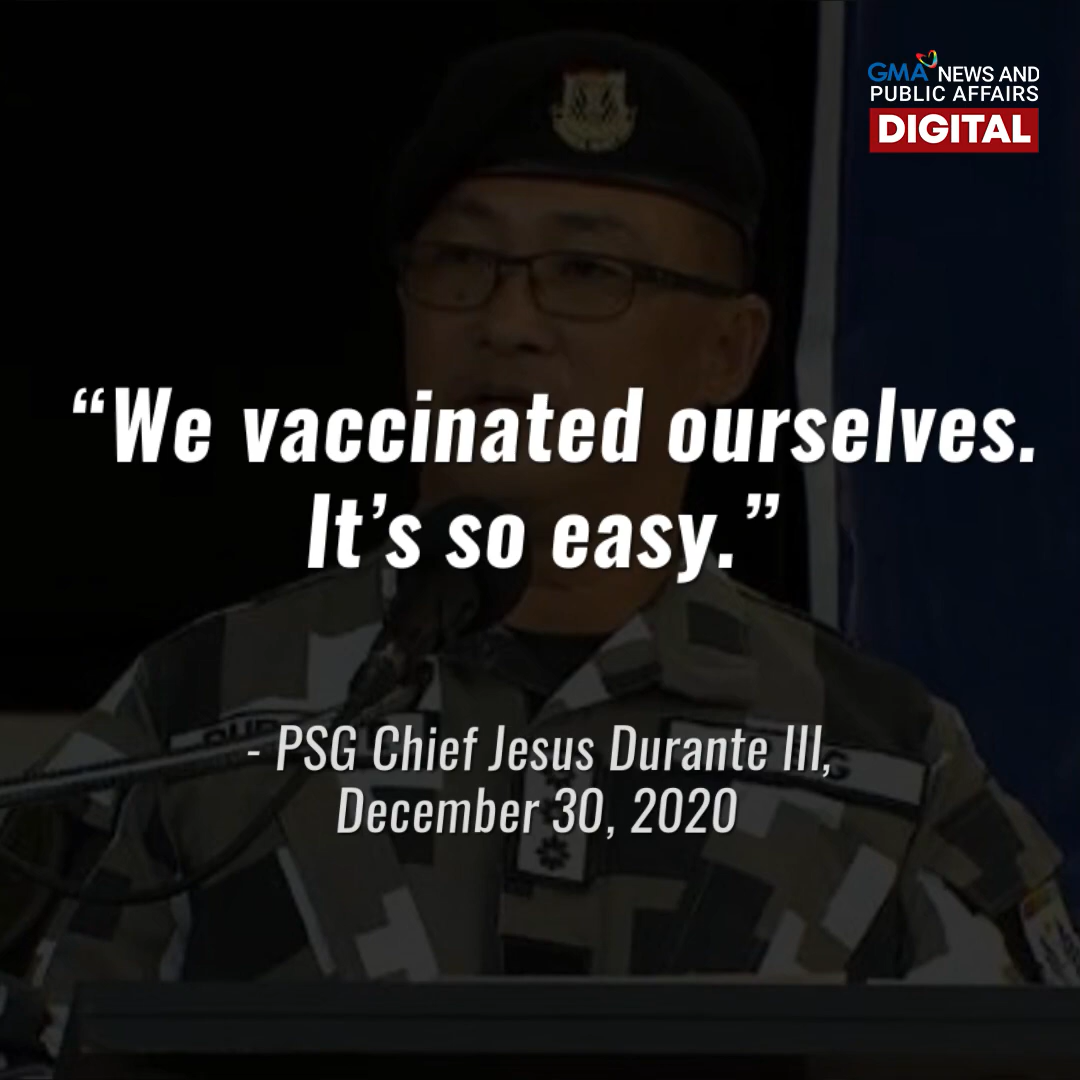 GMA NEWS AND
PUBLIC AFFAIRS
DIGITAL
“We vaccinated ourselves.
It’s so easy.”
- PSG Chief Jesus Durante III,
December 30, 2020